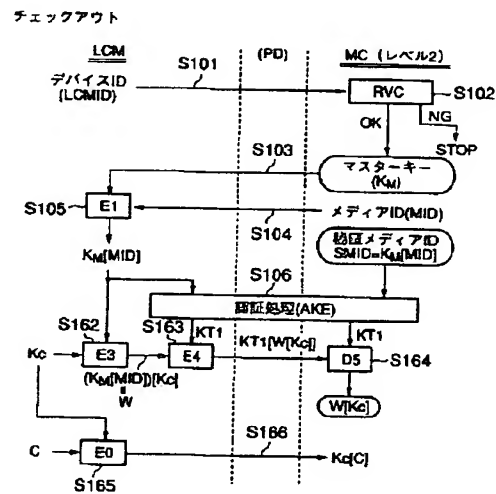 チェックアウト
LCM
(PD)
MC (レベル2)
デバイスID
(LCMID)
S101
RVC
S102
OK
NG
STOP
S103
マスターキー
(KM)
S105
E1
メディアID(MID)
S104
KM[MID]
秘匿メディアID
SMID=KM[MID]
S106
認証処理(AKE)
S162
S163
KT1
KT1
Kc
E3
E4
KT1[W[Kc]]
D5
S164
(KM[MID])[Kc]
W
W[Kc]
C
E0
S166
Kc[C]
S165